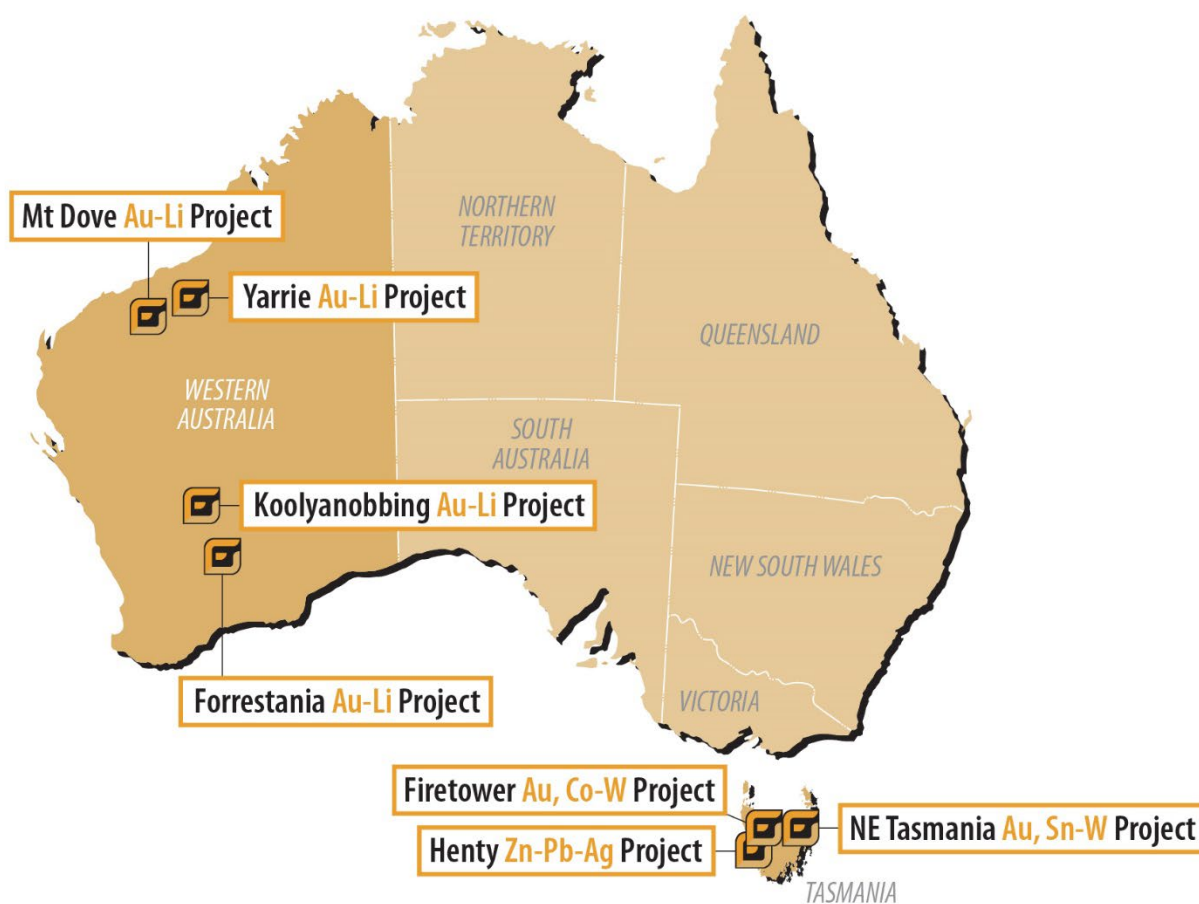 Mt Dove Au-Li Project
NORTHERN
TERRITORY
Yarrie Au-Li Project
QUEENSLAND
WESTERN
AUSTRALIA
SOUTH
AUSTRALIA
Koolyanobbing Au-Li Project
NEW SOUTH WALES
Forrestania Au-Li Project
VICTORIA
Firetower Au, Co-W Project
NE Tasmania Au, Sn-W Project
Henty Zn-Pb-Ag Project
TASMANIA